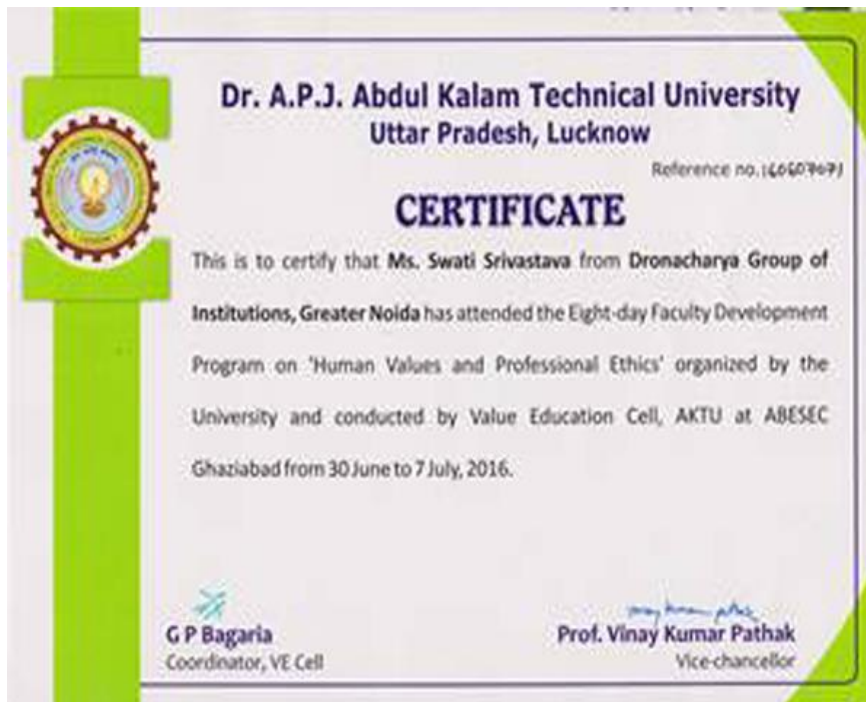 Dr. A.P.J. Abdul Kalam Technical University
Uttar Pradesh, Lucknow
Reference no.:
CERTIFICATE
This is to certify that Ms. Swati Srivastava from Dronacharya Group of
Institutions, Greater Noida has attended the Eight-day Faculty Development
Program on 'Human Values and Professional Ethics' organized by the
University and conducted by Value Education Cell, AKTU at ABESEC
Ghaziabad from 30 June to 7 July, 2016.
G P Bagaria
Coordinator, VE Cell
Prof. Vinay Kumar Pathak
Vice-chancellor